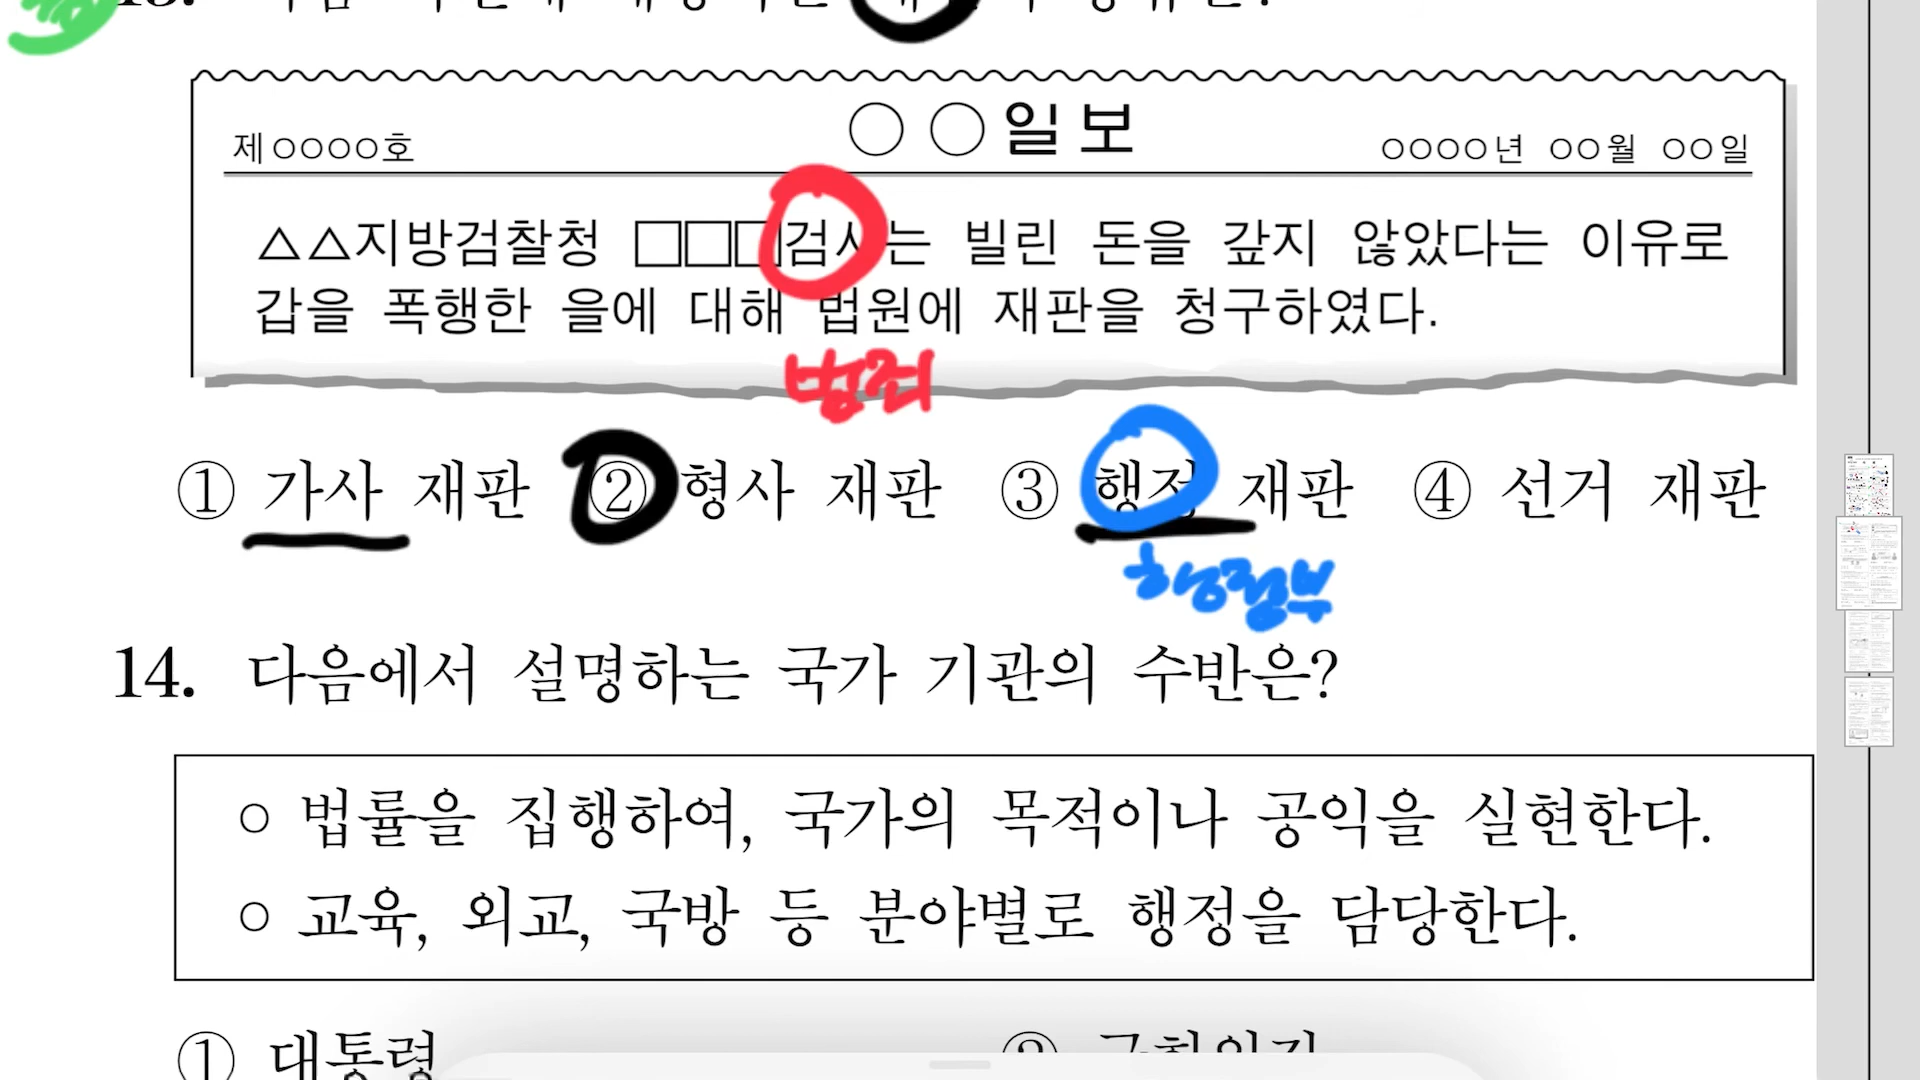 ○○일보
제○○○○호
○○○○년 ○○월 ○○일
△△지방검찰청 □□□검사는 빌린 돈을 갚지 않았다는 이유로
갑을 폭행한 을에 대해 법원에 재판을 청구하였다.
범죄
① 가사 재판 ② 형사 재판 ③ 행정 재판 ④ 선거 재판
행정부
14. 다음에서 설명하는 국가 기관의 수반은?
○ 법률을 집행하여, 국가의 목적이나 공익을 실현한다.
○ 교육, 외교, 국방 등 분야별로 행정을 담당한다.
① 대통령